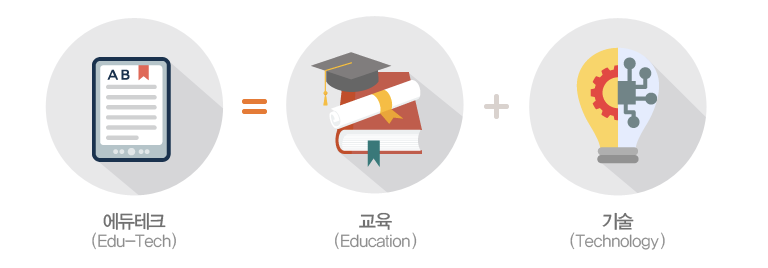 AB
에듀테크
(Edu-Tech)
=
교육
(Education)
+
기술
(Technology)